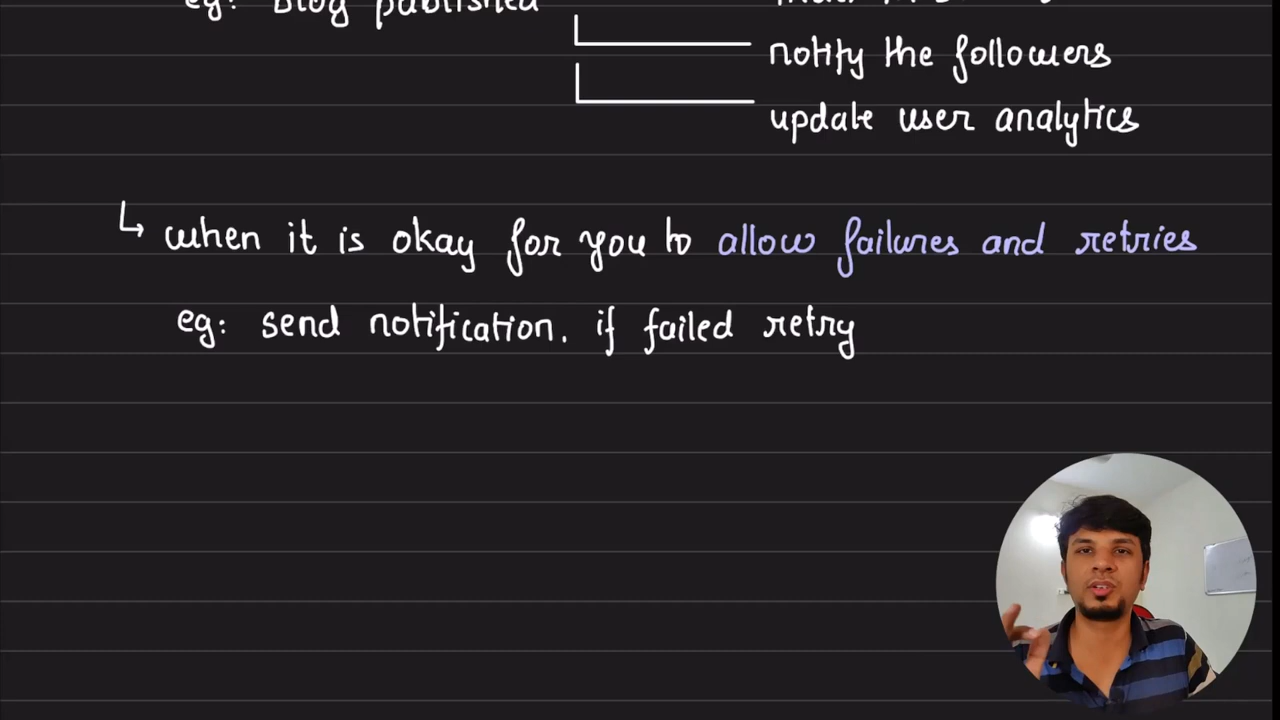 eg: Blog published
notify the followers
update user analytics
when it is okay for you to allow failures and retries
eg: send notification. if failed retry